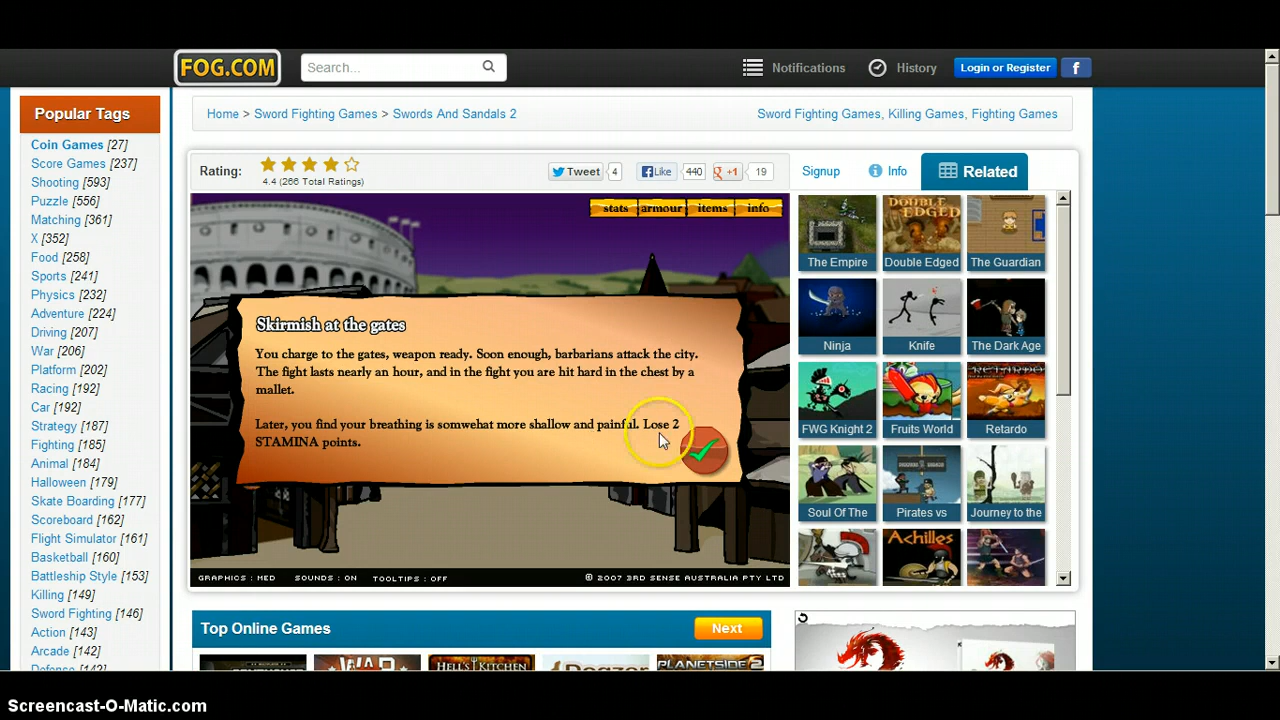 FOG.COM
Search...
Notifications
History
Login or Register
f
Popular Tags
Coin Games [27]
Score Games [237]
Shooting [593]
Puzzle [556]
Matching [361]
X [352]
Food [258]
Sports [241]
Physics [232]
Adventure [224]
Driving [207]
War [206]
Platform [202]
Racing [192]
Car [192]
Strategy [187]
Fighting [185]
Animal [184]
Halloween [179]
Skate Boarding [177]
Scoreboard [162]
Flight Simulator [161]
Basketball [160]
Battleship Style [153]
Killing [149]
Sword Fighting [146]
Action [143]
Arcade [142]
Defense [142]
Home > Sword Fighting Games > Swords And Sandals 2
Sword Fighting Games, Killing Games, Fighting Games
Rating:
4.4 (266 Total Ratings)
Tweet 4
Like 440
+1 19
Signup
Info
Related
stats armour items info
Skirmish at the gates
You charge to the gates, weapon ready. Soon enough, barbarians attack the city.
The fight lasts nearly an hour, and in the fight you are hit hard in the chest by a
mallet.
Later, you find your breathing is somwehat more shallow and painful. Lose 2
STAMINA points.
GRAPHICS : MED SOUNDS : ON TOOLTIPS : OFF
© 2007 3RD SENSE AUSTRALIA PTY LTD
DOUBLE EDGED
The Empire
Double Edged
The Guardian
Ninja
Knife
The Dark Age
RETARDO
FWG Knight 2
Fruits World
Retardo
Soul Of The
Pirates vs
Journey to the
ACHILLES
Top Online Games
Next
WAR
HELL'S KITCHEN
PLANETSIDE 2
Screencast-O-Matic.com